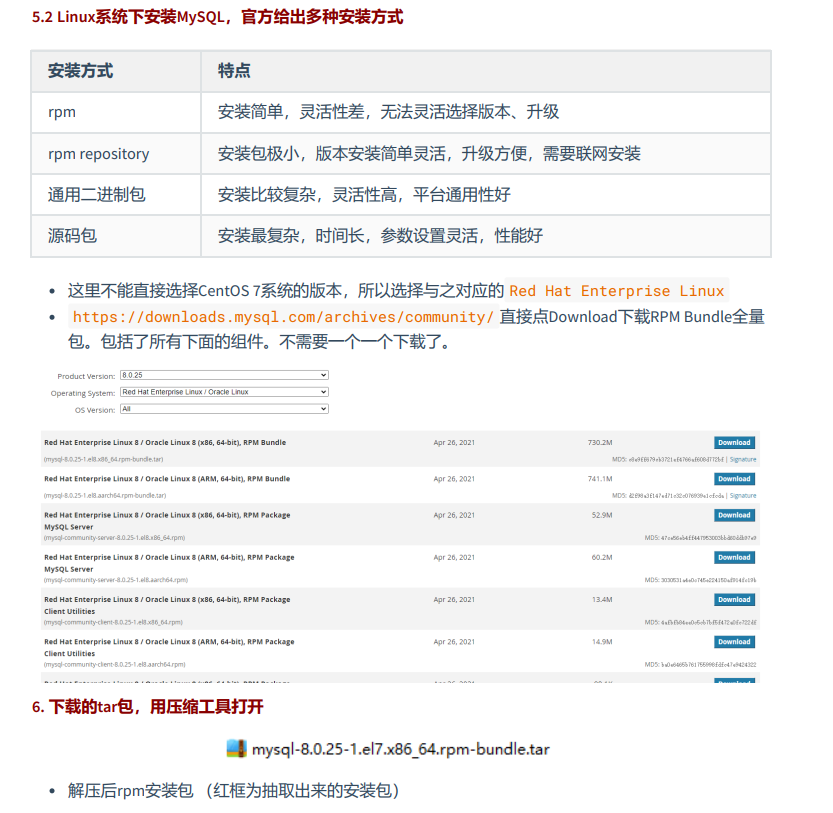 5.2 Linux系统下安装MySQL，官方给出多种安装方式
安装方式 特点
rpm 安装简单，灵活性差，无法灵活选择版本、升级
rpm repository 安装包极小，版本安装简单灵活，升级方便，需要联网安装
通用二进制包 安装比较复杂，灵活性高，平台通用性好
源码包 安装最复杂，时间长，参数设置灵活，性能好
• 这里不能直接选择CentOS 7系统的版本，所以选择与之对应的 Red Hat Enterprise Linux
• https://downloads.mysql.com/archives/community/ 直接点Download下载RPM Bundle全量
包。包括了所有下面的组件。不需要一个一个下载了。
Product Version: 8.0.25
Operating System: Red Hat Enterprise Linux / Oracle Linux
OS Version: All
Red Hat Enterprise Linux 8 / Oracle Linux 8 (x86, 64-bit), RPM Bundle Apr 26, 2021 730.2M Download
(mysql-8.0.25-1.el8.x86_64.rpm-bundle.tar) MD5: | Signature
Red Hat Enterprise Linux 8 / Oracle Linux 8 (ARM, 64-bit), RPM Bundle Apr 26, 2021 741.1M Download
(mysql-8.0.25-1.el8.aarch64.rpm-bundle.tar) MD5: | Signature
Red Hat Enterprise Linux 8 / Oracle Linux 8 (x86, 64-bit), RPM Package Apr 26, 2021 52.9M Download
MySQL Server
(mysql-community-server-8.0.25-1.el8.x86_64.rpm) MD5:
Red Hat Enterprise Linux 8 / Oracle Linux 8 (ARM, 64-bit), RPM Package Apr 26, 2021 60.2M Download
MySQL Server
(mysql-community-server-8.0.25-1.el8.aarch64.rpm) MD5:
Red Hat Enterprise Linux 8 / Oracle Linux 8 (x86, 64-bit), RPM Package Apr 26, 2021 13.4M Download
Client Utilities
(mysql-community-client-8.0.25-1.el8.x86_64.rpm) MD5:
Red Hat Enterprise Linux 8 / Oracle Linux 8 (ARM, 64-bit), RPM Package Apr 26, 2021 14.9M Download
Client Utilities
(mysql-community-client-8.0.25-1.el8.aarch64.rpm) MD5:
6. 下载的tar包，用压缩工具打开
mysql-8.0.25-1.el7.x86_64.rpm-bundle.tar
• 解压后rpm安装包 （红框为抽取出来的安装包）